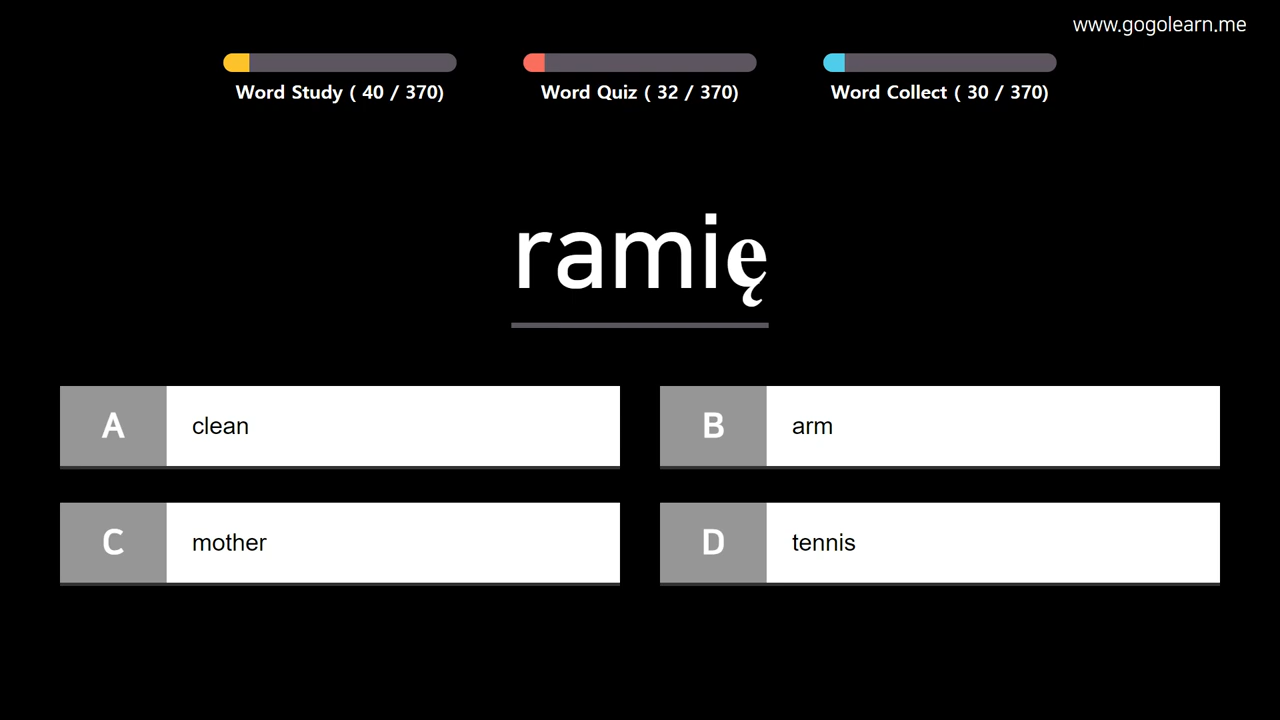 www.gogolearn.me
Word Study ( 40 / 370)
Word Quiz ( 32 / 370)
Word Collect ( 30 / 370)
ramię
A clean
B arm
C mother
D tennis